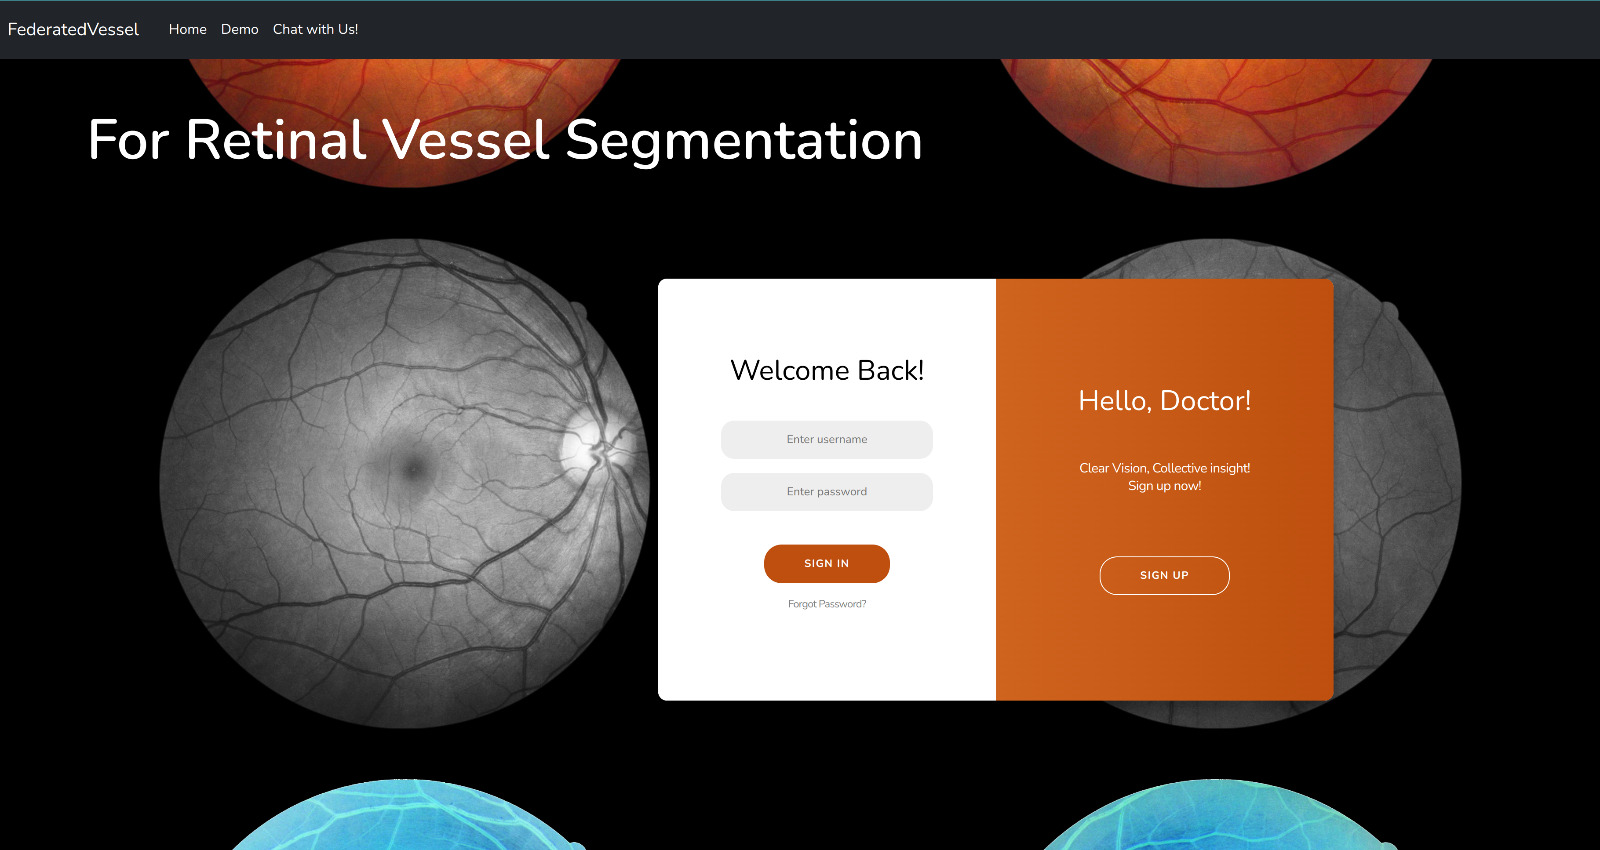 FederatedVessel
Home
Demo
Chat with Us!
For Retinal Vessel Segmentation
Welcome Back!
Enter username
Enter password
SIGN IN
Forgot Password?
Hello, Doctor!
Clear Vision, Collective insight!
Sign up now!
SIGN UP